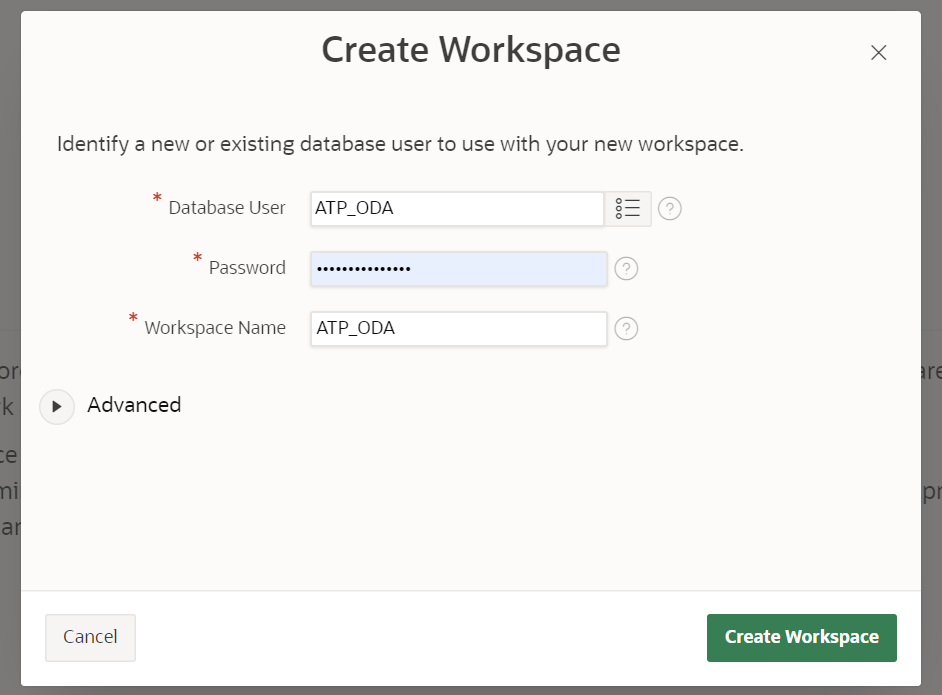 Create Workspace
Identify a new or existing database user to use with your new workspace.
* Database User ATP_ODA ?
* Password ••••••••••••••• ?
* Workspace Name ATP_ODA ?
Advanced
Cancel Create Workspace